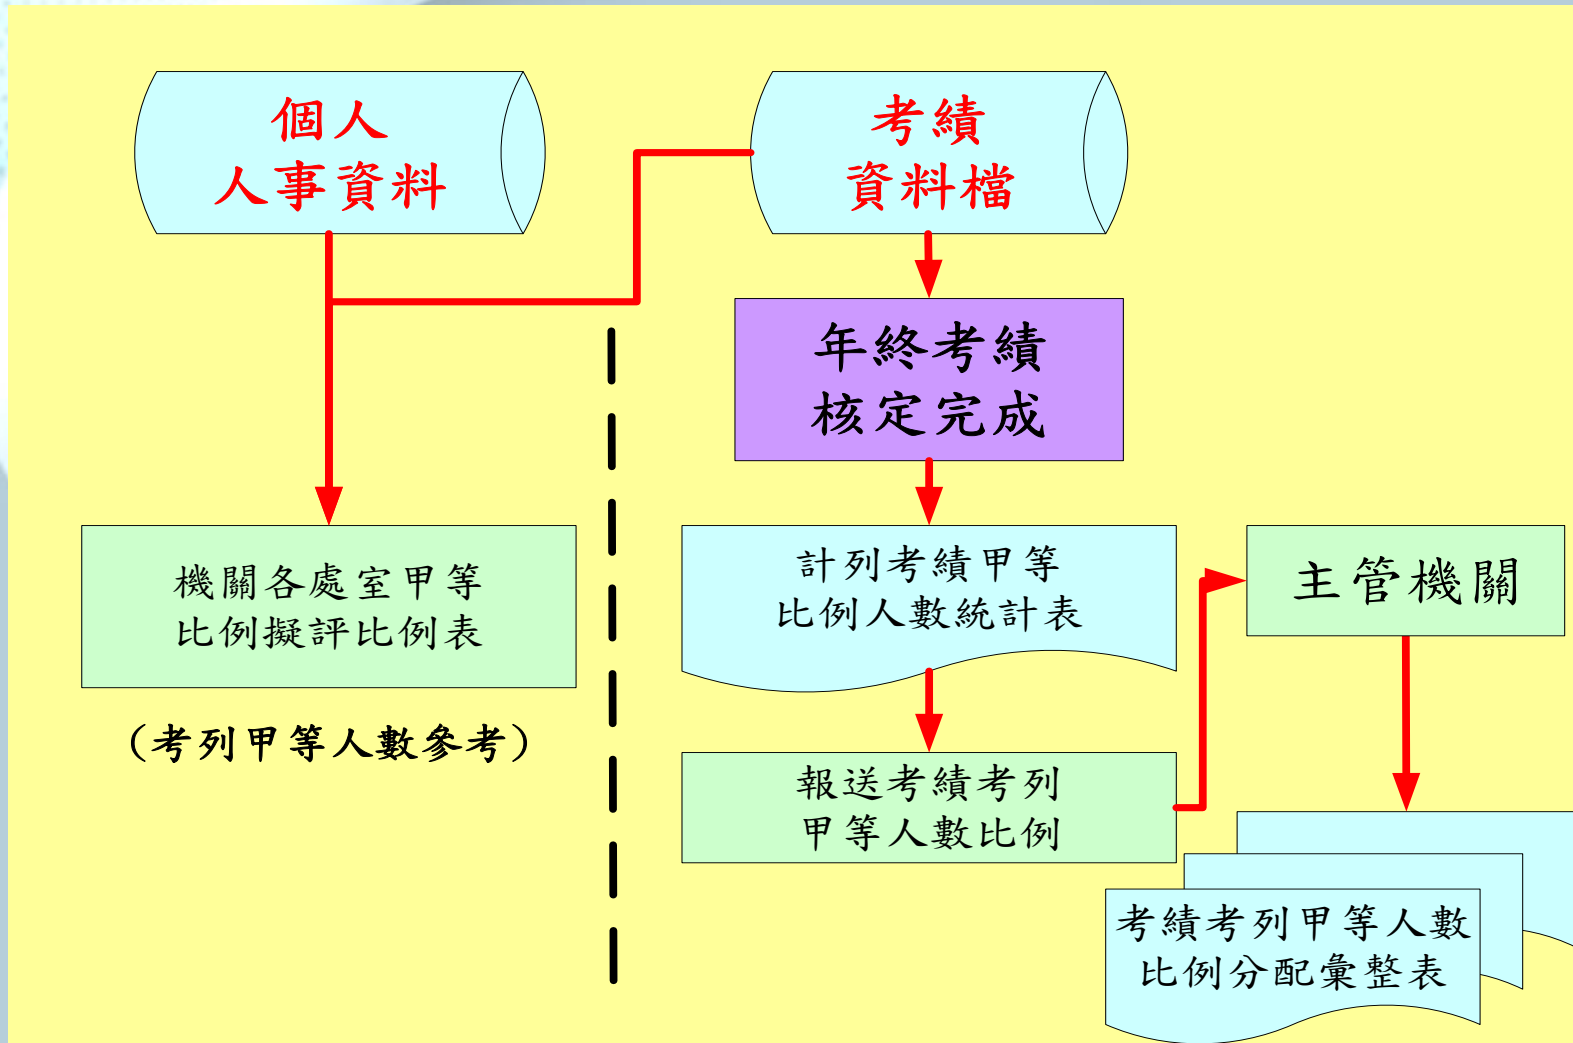 個人
人事資料
考績
資料檔
年終考績
核定完成
機關各處室甲等
比例擬評比例表
(考列甲等人數參考)
計列考績甲等
比例人數統計表
主管機關
報送考績考列
甲等人數比例
考績考列甲等人數
比例分配彙整表